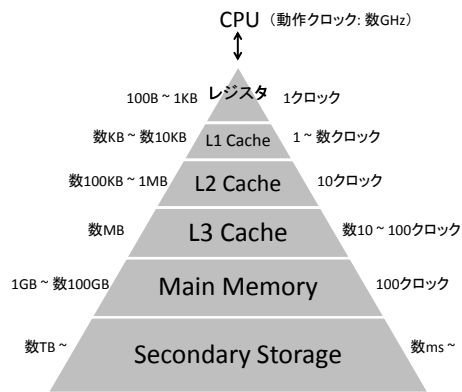 CPU （動作クロック: 数GHz）
100B ~ 1KB レジスタ 1クロック
数KB ~ 数10KB L1 Cache 1 ~ 数クロック
数100KB ~ 1MB L2 Cache 10クロック
数MB L3 Cache 数10 ~ 100クロック
1GB ~ 数100GB Main Memory 100クロック
数TB ~ Secondary Storage 数ms ~